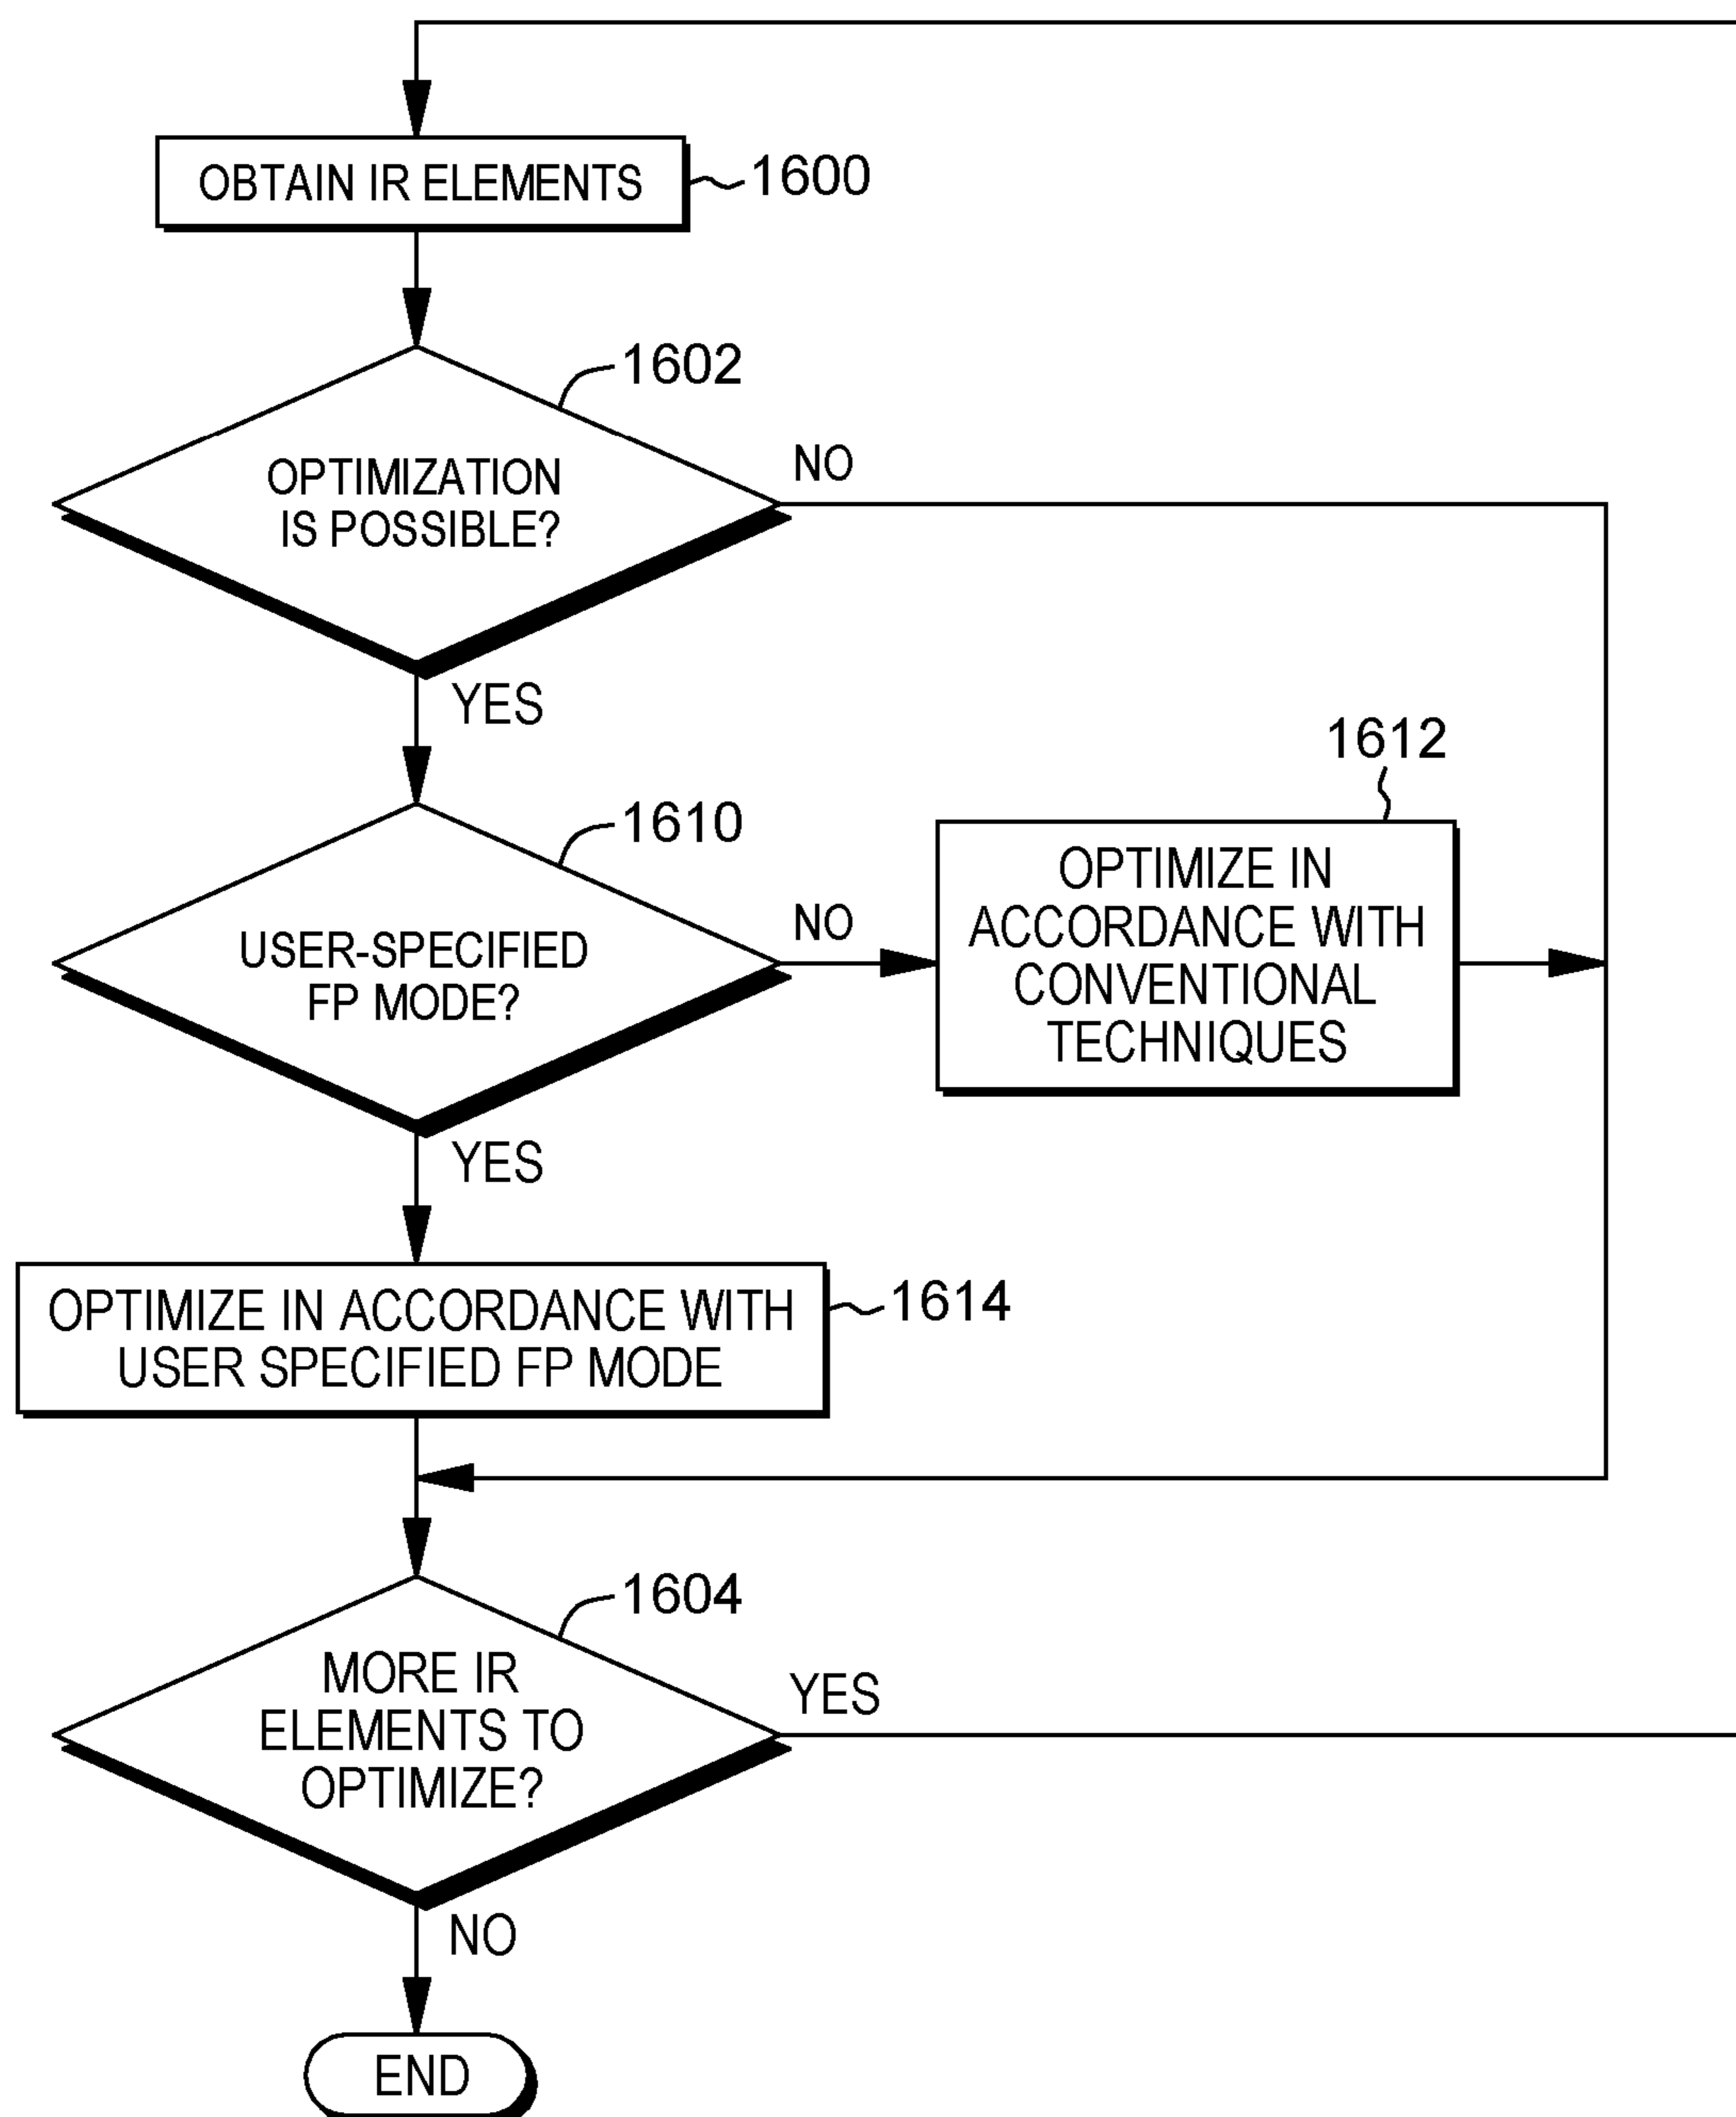 OBTAIN IR ELEMENTS
1600
1602
OPTIMIZATION
IS POSSIBLE?
NO
YES
1610
USER-SPECIFIED
FP MODE?
NO
1612
OPTIMIZE IN
ACCORDANCE WITH
CONVENTIONAL
TECHNIQUES
YES
OPTIMIZE IN ACCORDANCE WITH
USER SPECIFIED FP MODE
1614
1604
MORE IR
ELEMENTS TO
OPTIMIZE?
YES
NO
END